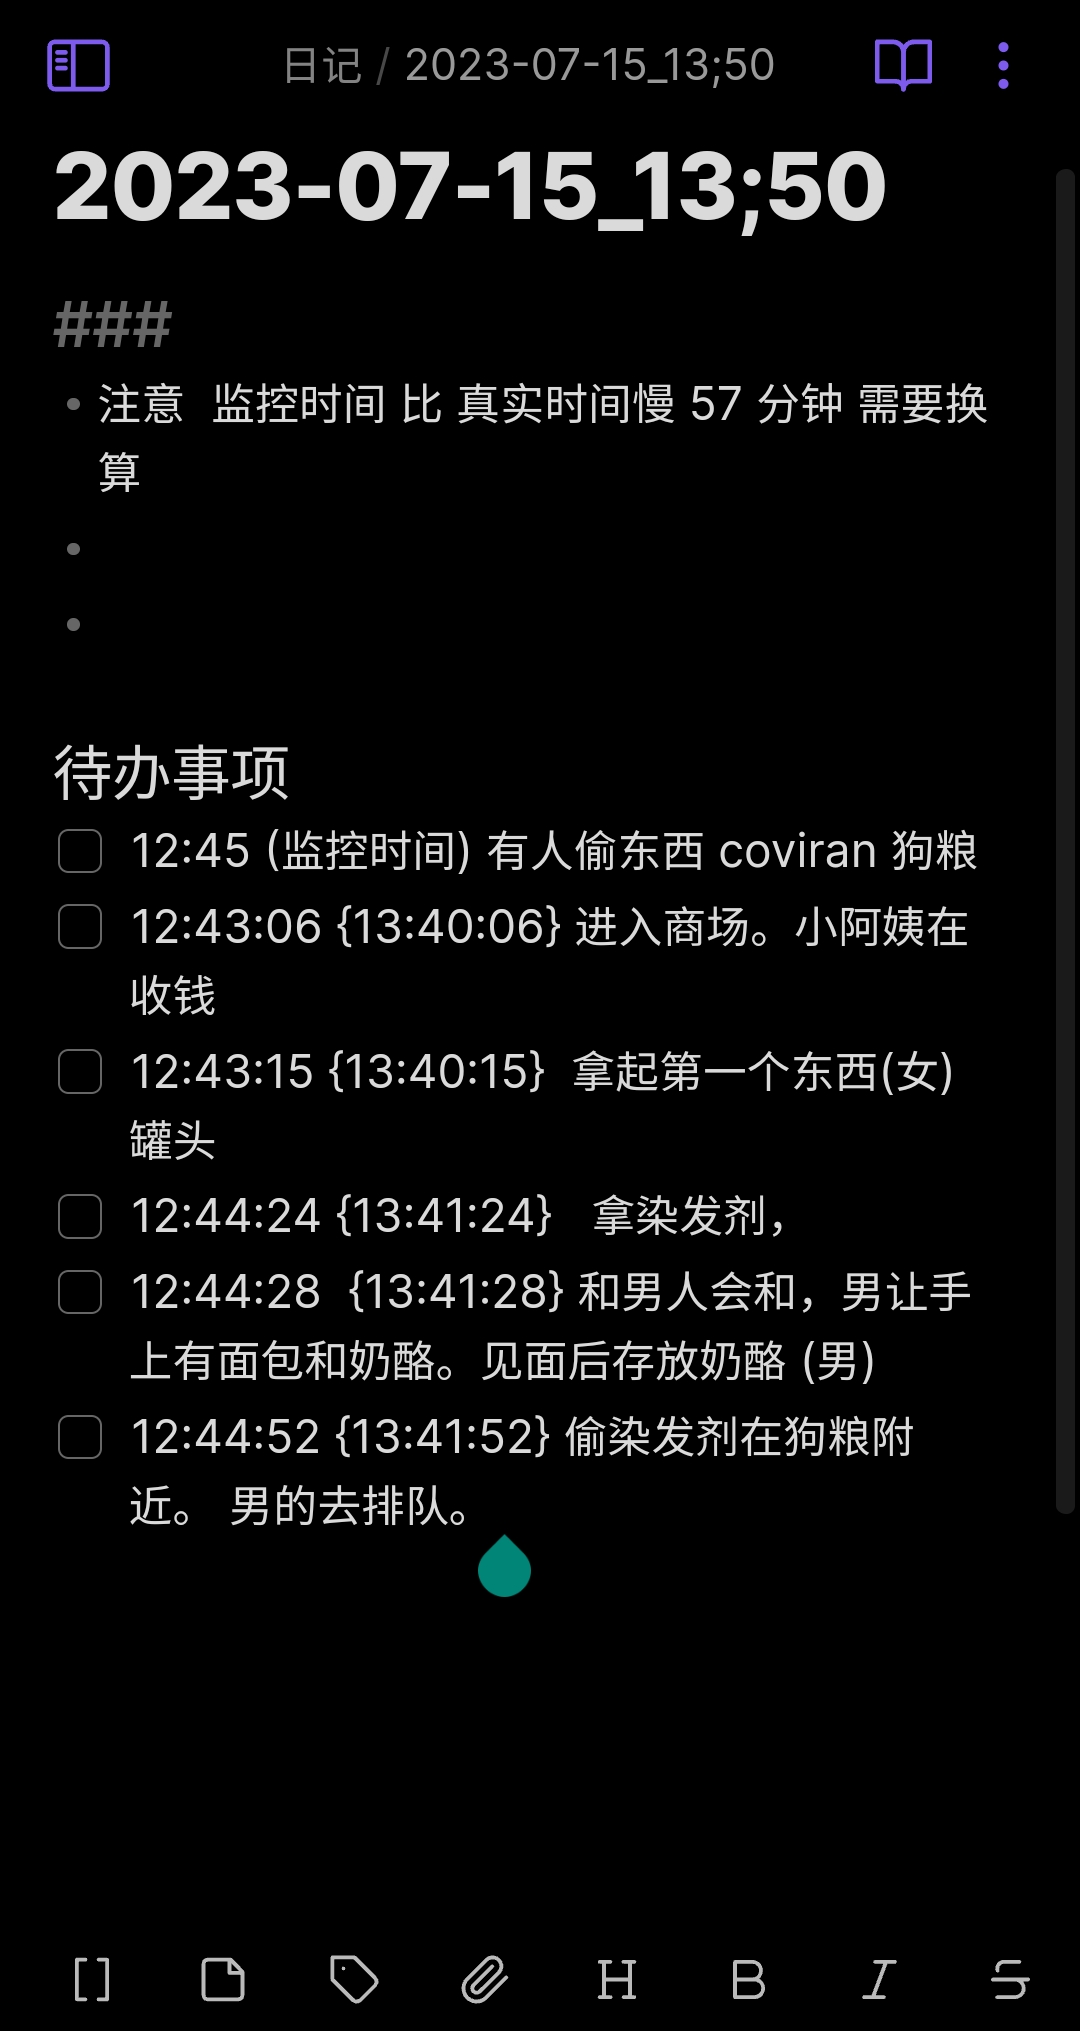 日记 / 2023-07-15_13;50
2023-07-15_13;50
###
注意 监控时间 比 真实时间慢 57 分钟 需要换
算
待办事项
12:45 (监控时间) 有人偷东西 coviran 狗粮
12:43:06 {13:40:06} 进入商场。小阿姨在
收钱
12:43:15 {13:40:15} 拿起第一个东西(女)
罐头
12:44:24 {13:41:24} 拿染发剂，
12:44:28 {13:41:28} 和男人会和，男让手
上有面包和奶酪。见面后存放奶酪 (男)
12:44:52 {13:41:52} 偷染发剂在狗粮附
近。 男的去排队。